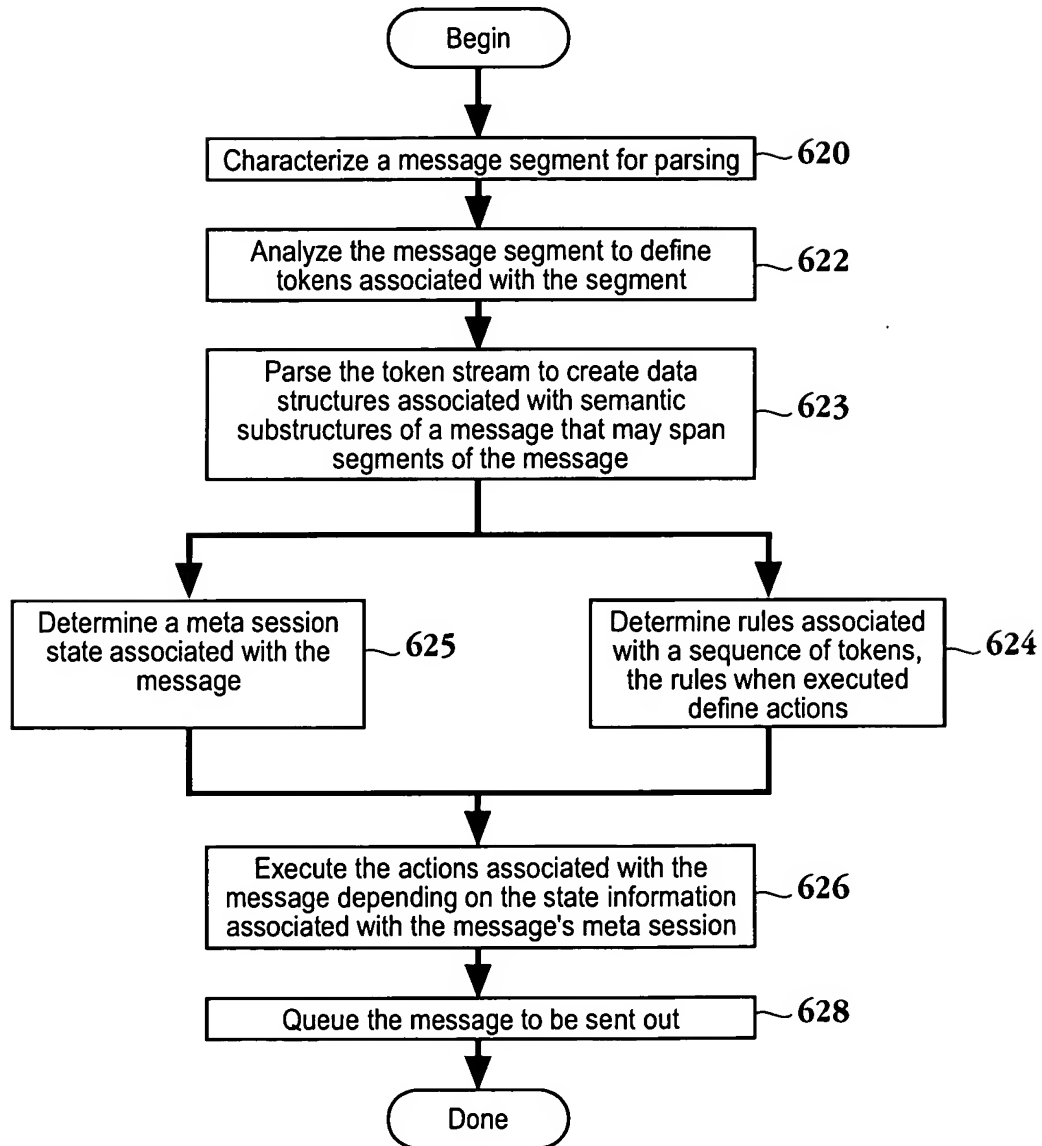 Begin
Characterize a message segment for parsing
620
Analyze the message segment to define
tokens associated with the segment
622
Parse the token stream to create data
structures associated with semantic
substructures of a message that may span
segments of the message
623
Determine a meta session
state associated with the
message
625
Determine rules associated
with a sequence of tokens,
the rules when executed
define actions
624
Execute the actions associated with the
message depending on the state information
associated with the message's meta session
626
Queue the message to be sent out
628
Done